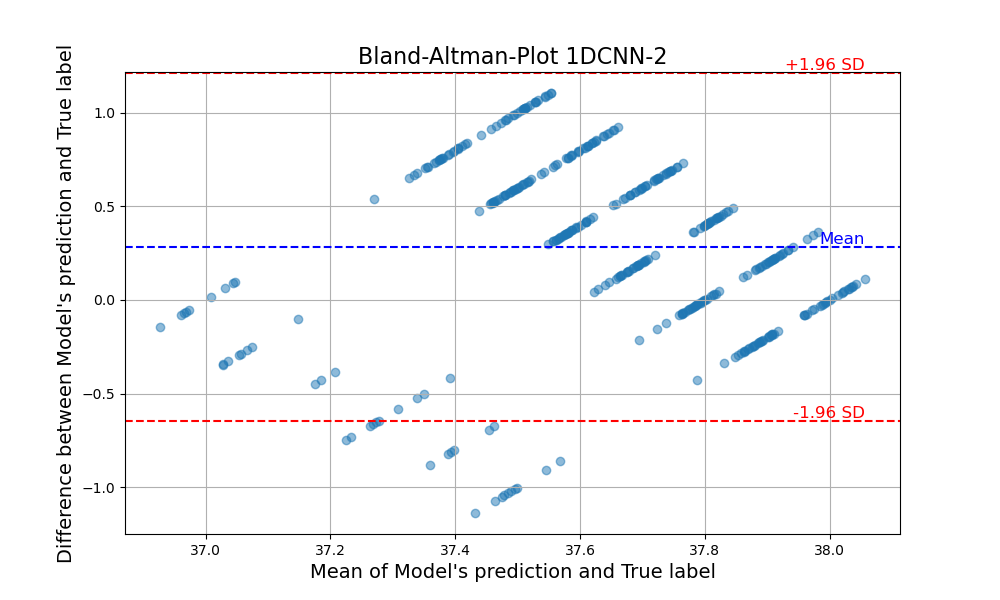 Bland-Altman-Plot 1DCNN-2
+1.96 SD
Mean
-1.96 SD
1.0
0.5
0.0
−0.5
−1.0
Difference between Model's prediction and True label
37.0
37.2
37.4
37.6
37.8
38.0
Mean of Model's prediction and True label